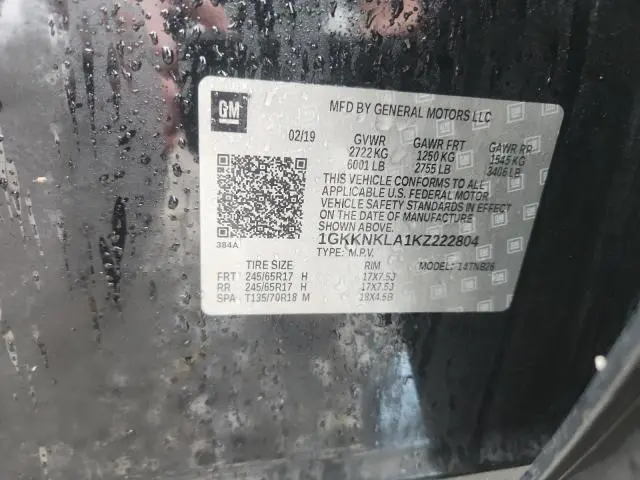 GM
MFD BY GENERAL MOTORS LLC
02/19 GVWR GAWR FRT GAWR RR
2722 KG 1250 KG 1545 KG
6001 LB 2755 LB 3406 LB
THIS VEHICLE CONFORMS TO ALL
APPLICABLE U.S. FEDERAL MOTOR
VEHICLE SAFETY STANDARDS IN EFFECT
ON THE DATE OF MANUFACTURE
SHOWN ABOVE.
384A
1GKKNKLA1KZ222804
TYPE: M.P.V. MODEL: 14TNB26
TIRE SIZE RIM
FRT 245/65R17 H 17X7.5J
RR 245/65R17 H 17X7.5J
SPA T135/70R18 M 18X4.5B